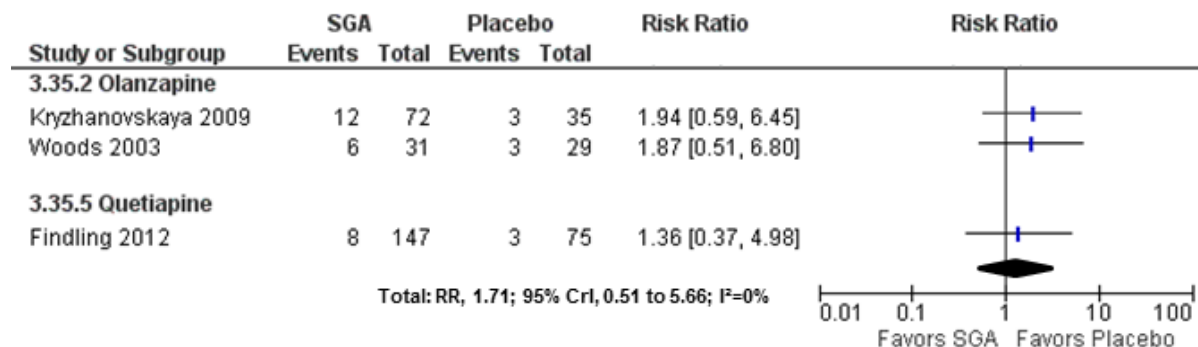 SGA Placebo Risk Ratio Risk Ratio
Study or Subgroup Events Total Events Total
3.35.2 Olanzapine
Kryzhanovskaya 2009 12 72 3 35 1.94 [0.59, 6.45]
Woods 2003 6 31 3 29 1.87 [0.51, 6.80]
3.35.5 Quetiapine
Findling 2012 8 147 3 75 1.36 [0.37, 4.98]
Total: RR, 1.71; 95% CrI, 0.51 to 5.66; I²=0%
0.01 0.1 1 10 100
Favors SGA Favors Placebo